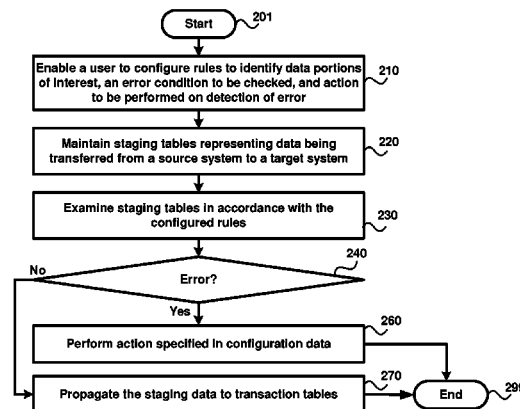 Start
201
Enable a user to configure rules to identify data portions
of interest, an error condition to be checked, and action
to be performed on detection of error
210
Maintain staging tables representing data being
transferred from a source system to a target system
220
Examine staging tables in accordance with the
configured rules
230
240
No
Error?
Yes
260
Perform action specified in configuration data
270
Propagate the staging data to transaction tables
End
299